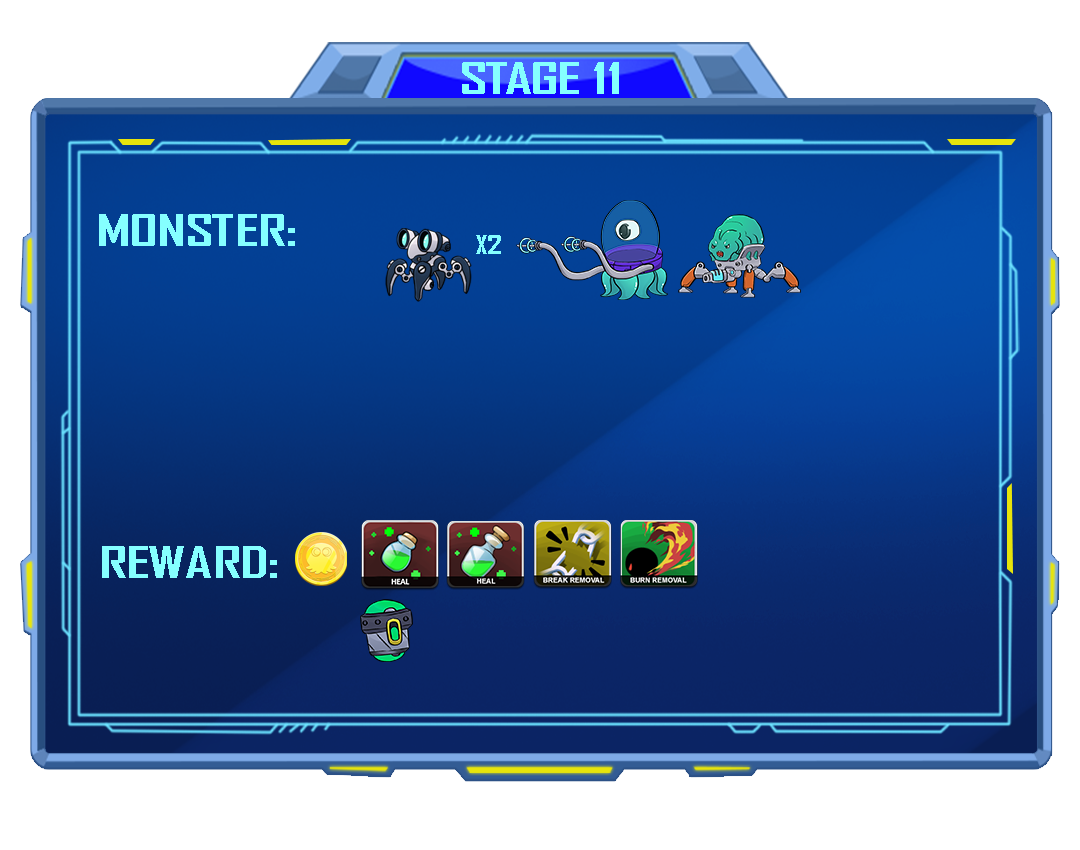 STAGE 11
MONSTER:
X2
REWARD:
HEAL
HEAL
BREAK REMOVAL
BURN REMOVAL